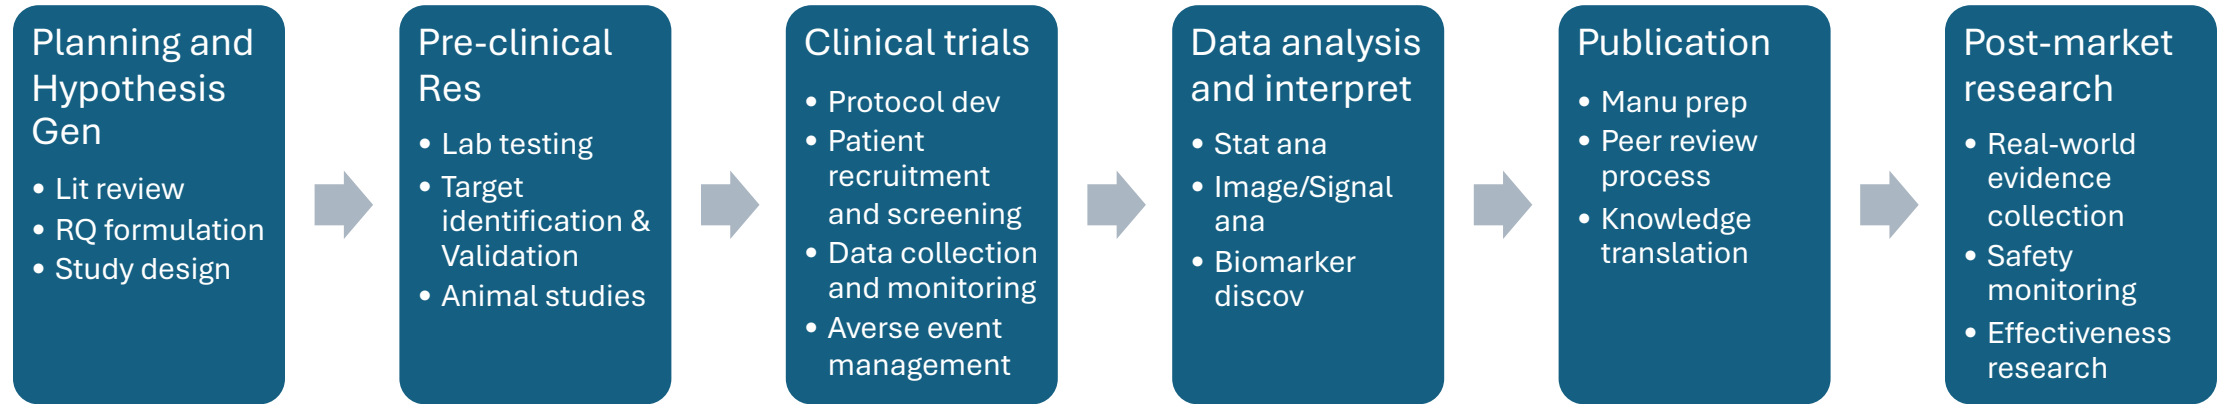 Planning and
Hypothesis
Gen
• Lit review
• RQ formulation
• Study design
Pre-clinical
Res
• Lab testing
• Target
identification &
Validation
• Animal studies
Clinical trials
• Protocol dev
• Patient
recruitment
and screening
• Data collection
and monitoring
• Averse event
management
Data analysis
and interpret
• Stat ana
• Image/Signal
ana
• Biomarker
discov
Publication
• Manu prep
• Peer review
process
• Knowledge
translation
Post-market
research
• Real-world
evidence
collection
• Safety
monitoring
• Effectiveness
research